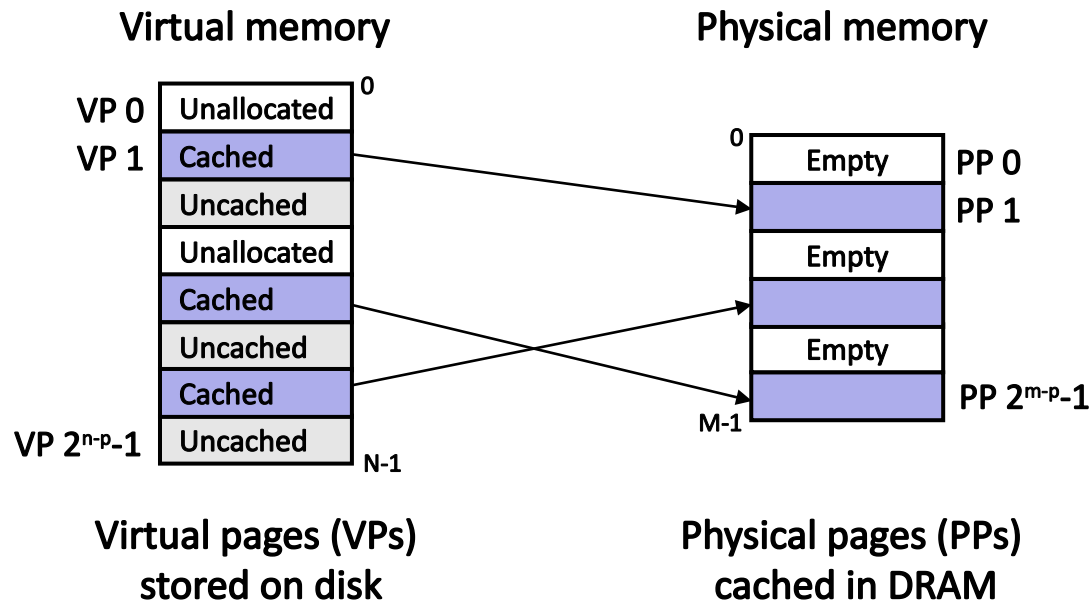 Virtual memory
Physical memory
0
VP 0
Unallocated
VP 1
Cached
Uncached
Unallocated
Cached
Uncached
Cached
VP 2ⁿ⁻ᵖ-1
Uncached
N-1
0
Empty
PP 0
PP 1
Empty
Empty
PP 2ᵐ⁻ᵖ-1
M-1
Virtual pages (VPs)
stored on disk
Physical pages (PPs)
cached in DRAM